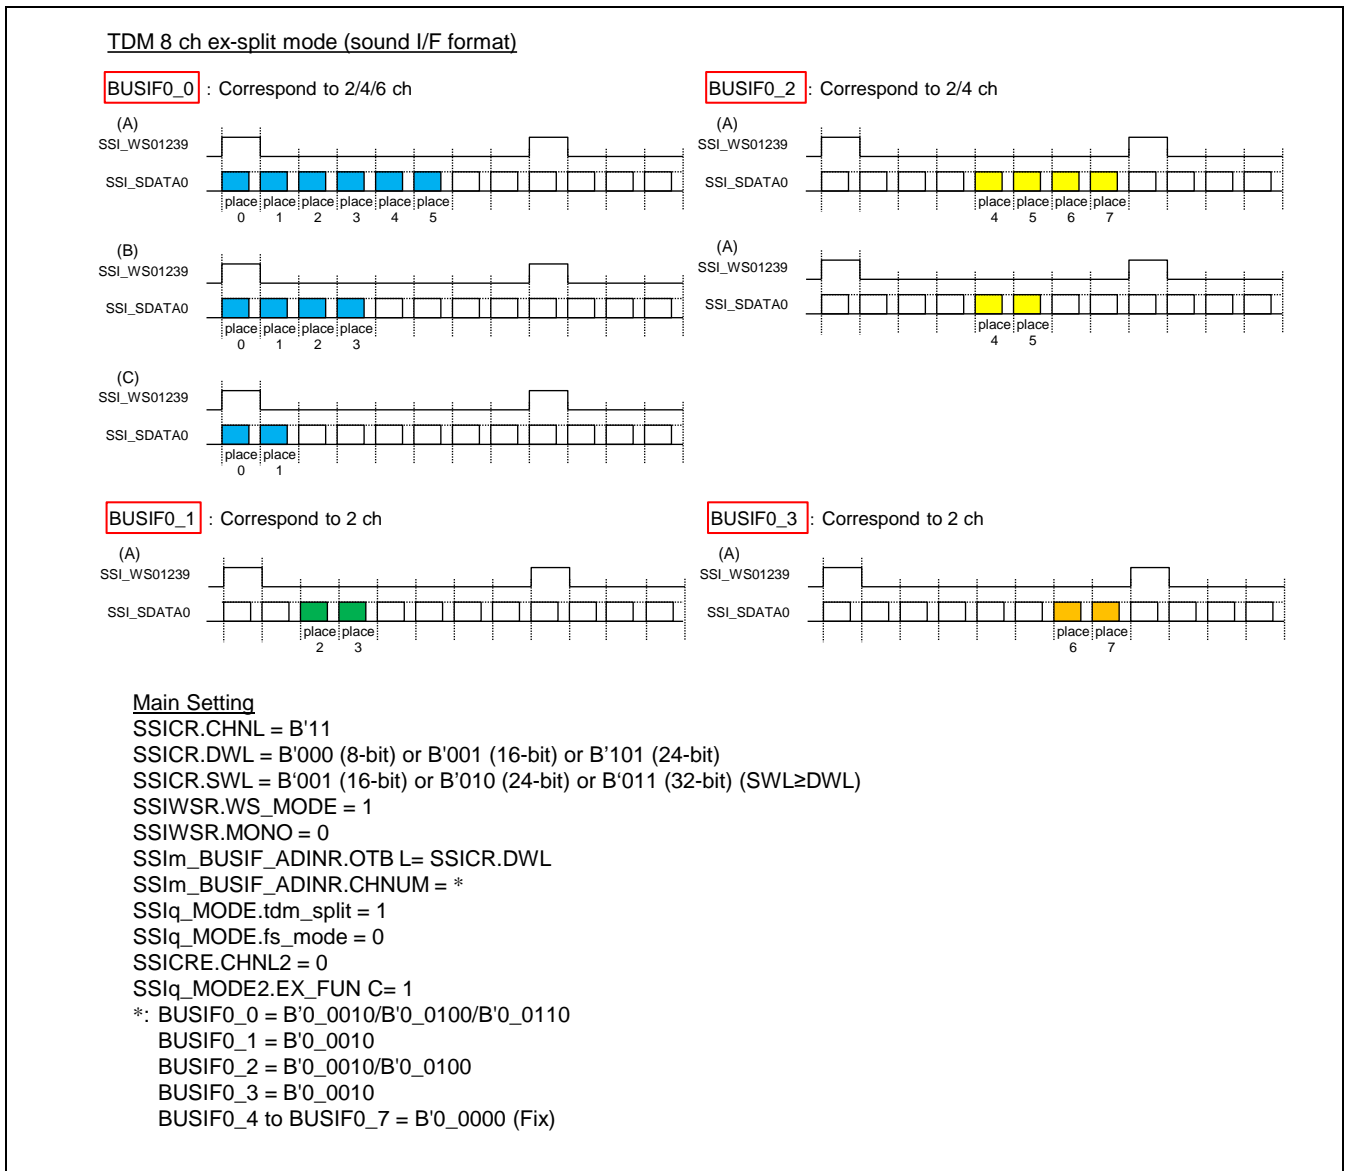 TDM 8 ch ex-split mode (sound I/F format)
BUSIF0_0 : Correspond to 2/4/6 ch
(A)
SSI_WS01239
SSI_SDATA0
place place place place place place
0 1 2 3 4 5
(B)
SSI_WS01239
SSI_SDATA0
place place place place
0 1 2 3
(C)
SSI_WS01239
SSI_SDATA0
place place
0 1
BUSIF0_2 : Correspond to 2/4 ch
(A)
SSI_WS01239
SSI_SDATA0
place place place place
4 5 6 7
(A)
SSI_WS01239
SSI_SDATA0
place place
4 5
BUSIF0_1 : Correspond to 2 ch
(A)
SSI_WS01239
SSI_SDATA0
place place
2 3
BUSIF0_3 : Correspond to 2 ch
(A)
SSI_WS01239
SSI_SDATA0
place place
6 7
Main Setting
SSICR.CHNL = B'11
SSICR.DWL = B'000 (8-bit) or B'001 (16-bit) or B’101 (24-bit)
SSICR.SWL = B‘001 (16-bit) or B’010 (24-bit) or B‘011 (32-bit) (SWL≥DWL)
SSIWSR.WS_MODE = 1
SSIWSR.MONO = 0
SSIm_BUSIF_ADINR.OTB L= SSICR.DWL
SSIm_BUSIF_ADINR.CHNUM = *
SSIq_MODE.tdm_split = 1
SSIq_MODE.fs_mode = 0
SSICRE.CHNL2 = 0
SSIq_MODE2.EX_FUN C= 1
*: BUSIF0_0 = B’0_0010/B'0_0100/B'0_0110
BUSIF0_1 = B'0_0010
BUSIF0_2 = B'0_0010/B'0_0100
BUSIF0_3 = B'0_0010
BUSIF0_4 to BUSIF0_7 = B'0_0000 (Fix)